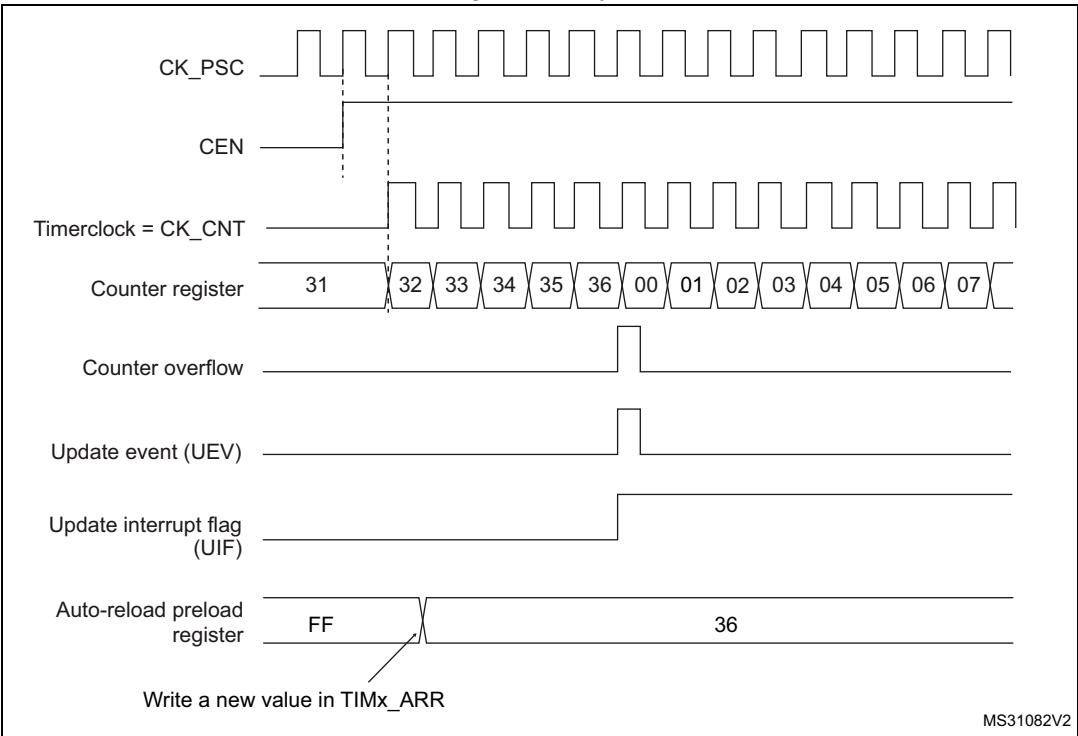 CK_PSC
CEN
Timerclock = CK_CNT
Counter register 31 32 33 34 35 36 00 01 02 03 04 05 06 07
Counter overflow
Update event (UEV)
Update interrupt flag
(UIF)
Auto-reload preload
register
FF 36
Write a new value in TIMx_ARR
MS31082V2